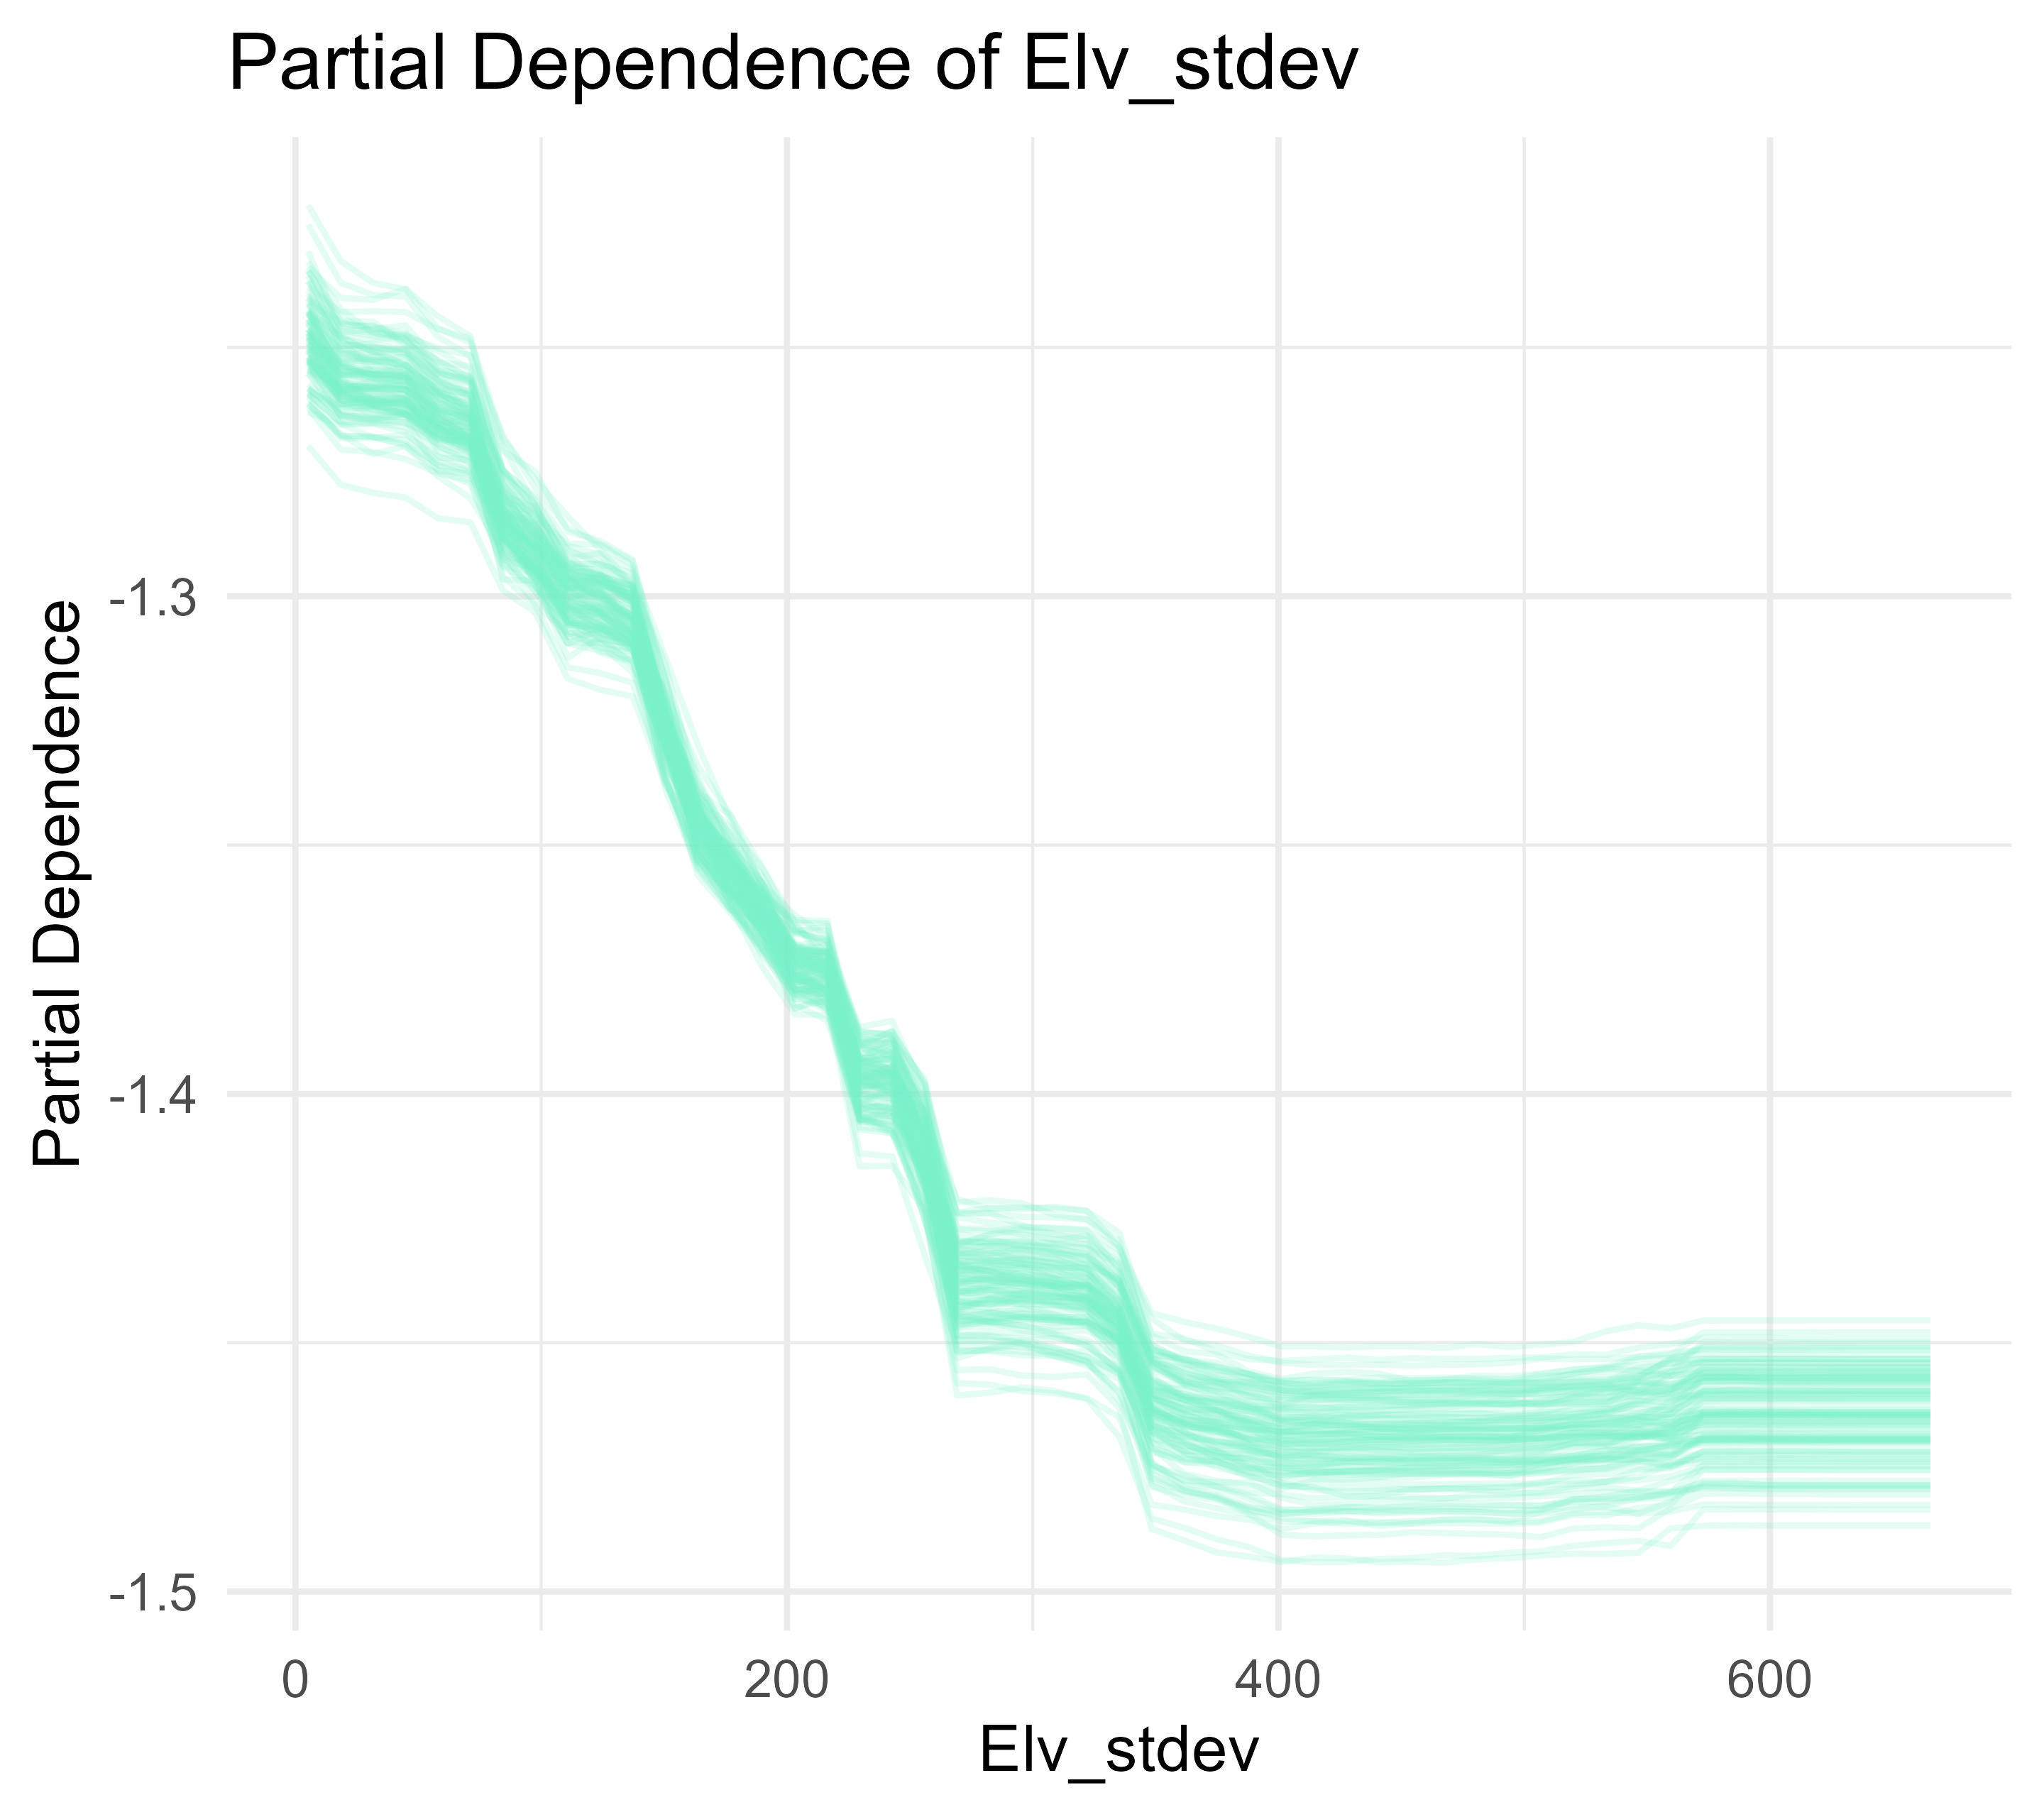 Partial Dependence of Elv_stdev
Partial Dependence
-1.3
-1.4
-1.5
0
200
400
600
Elv_stdev